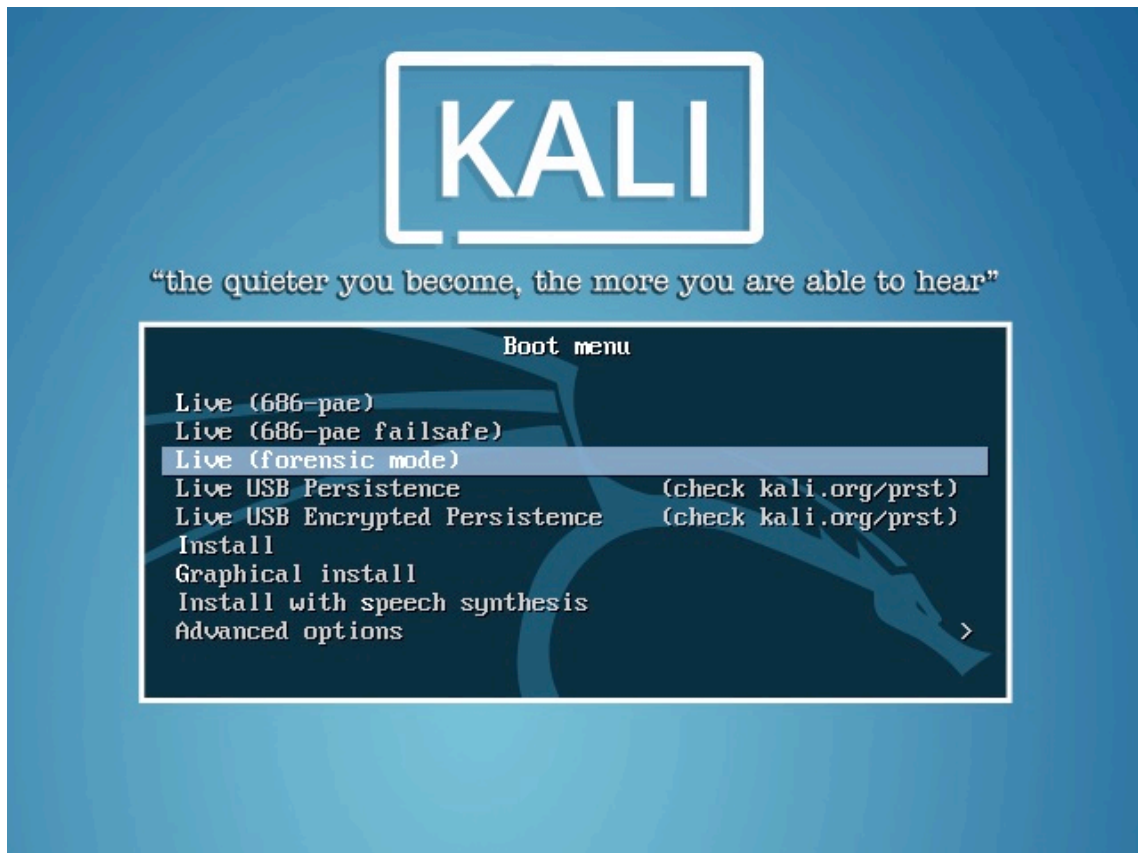 KALI
“the quieter you become, the more you are able to hear”
Boot menu
Live (686-pae)
Live (686-pae failsafe)
Live (forensic mode)
Live USB Persistence (check kali.org/prst)
Live USB Encrypted Persistence (check kali.org/prst)
Install
Graphical install
Install with speech synthesis
Advanced options >